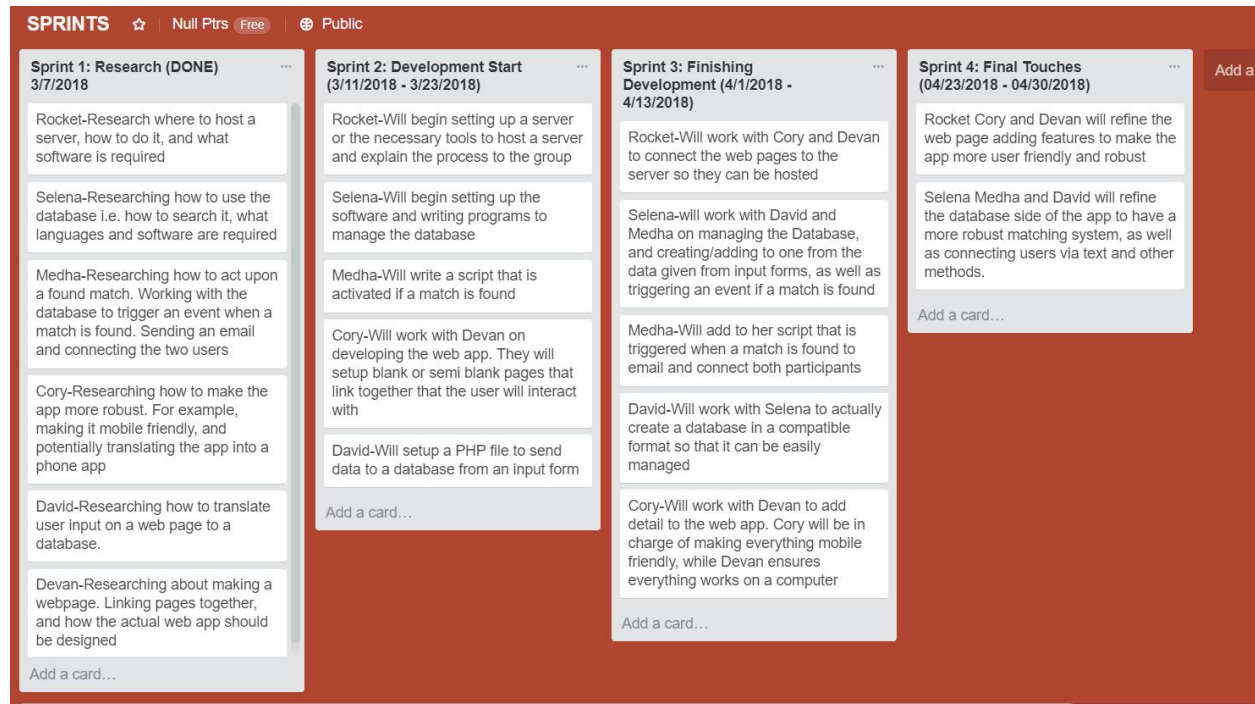 SPRINTS
Null Ptrs
Free
Public
Sprint 1: Research (DONE)
3/7/2018
Rocket-Research where to host a
server, how to do it, and what
software is required
Selena-Researching how to use the
database i.e. how to search it, what
languages and software are required
Medha-Researching how to act upon
a found match. Working with the
database to trigger an event when a
match is found. Sending an email
and connecting the two users
Cory-Researching how to make the
app more robust. For example,
making it mobile friendly, and
potentially translating the app into a
phone app
David-Researching how to translate
user input on a web page to a
database.
Devan-Researching about making a
webpage. Linking pages together,
and how the actual web app should
be designed
Add a card…
Sprint 2: Development Start
(3/11/2018 - 3/23/2018)
Rocket-Will begin setting up a server
or the necessary tools to host a server
and explain the process to the group
Selena-Will begin setting up the
software and writing programs to
manage the database
Medha-Will write a script that is
activated if a match is found
Cory-Will work with Devan on
developing the web app. They will
setup blank or semi blank pages that
link together that the user will interact
with
David-Will setup a PHP file to send
data to a database from an input form
Add a card…
Sprint 3: Finishing
Development (4/1/2018 -
4/13/2018)
Rocket-Will work with Cory and Devan
to connect the web pages to the
server so they can be hosted
Selena-will work with David and
Medha on managing the Database,
and creating/adding to one from the
data given from input forms, as well as
triggering an event if a match is found
Medha-Will add to her script that is
triggered when a match is found to
email and connect both participants
David-Will work with Selena to actually
create a database in a compatible
format so that it can be easily
managed
Cory-Will work with Devan to add
detail to the web app. Cory will be in
charge of making everything mobile
friendly, while Devan ensures
everything works on a computer
Add a card…
Sprint 4: Final Touches
(04/23/2018 - 04/30/2018)
Rocket Cory and Devan will refine the
web page adding features to make the
app more user friendly and robust
Selena Medha and David will refine
the database side of the app to have a
more robust matching system, as well
as connecting users via text and other
methods.
Add a card…
Add a